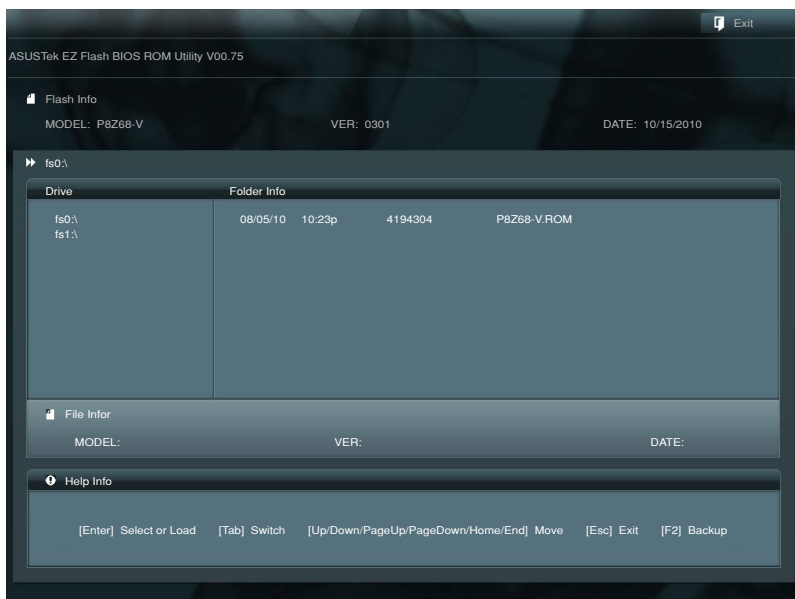 Exit
ASUSTek EZ Flash BIOS ROM Utility V00.75
Flash Info
MODEL: P8Z68-V VER: 0301 DATE: 10/15/2010
fs0:\
Drive Folder Info
fs0:\ 08/05/10 10:23p 4194304 P8Z68-V.ROM
fs1:\
File Infor
MODEL: VER: DATE:
Help Info
[Enter] Select or Load [Tab] Switch [Up/Down/PageUp/PageDown/Home/End] Move [Esc] Exit [F2] Backup